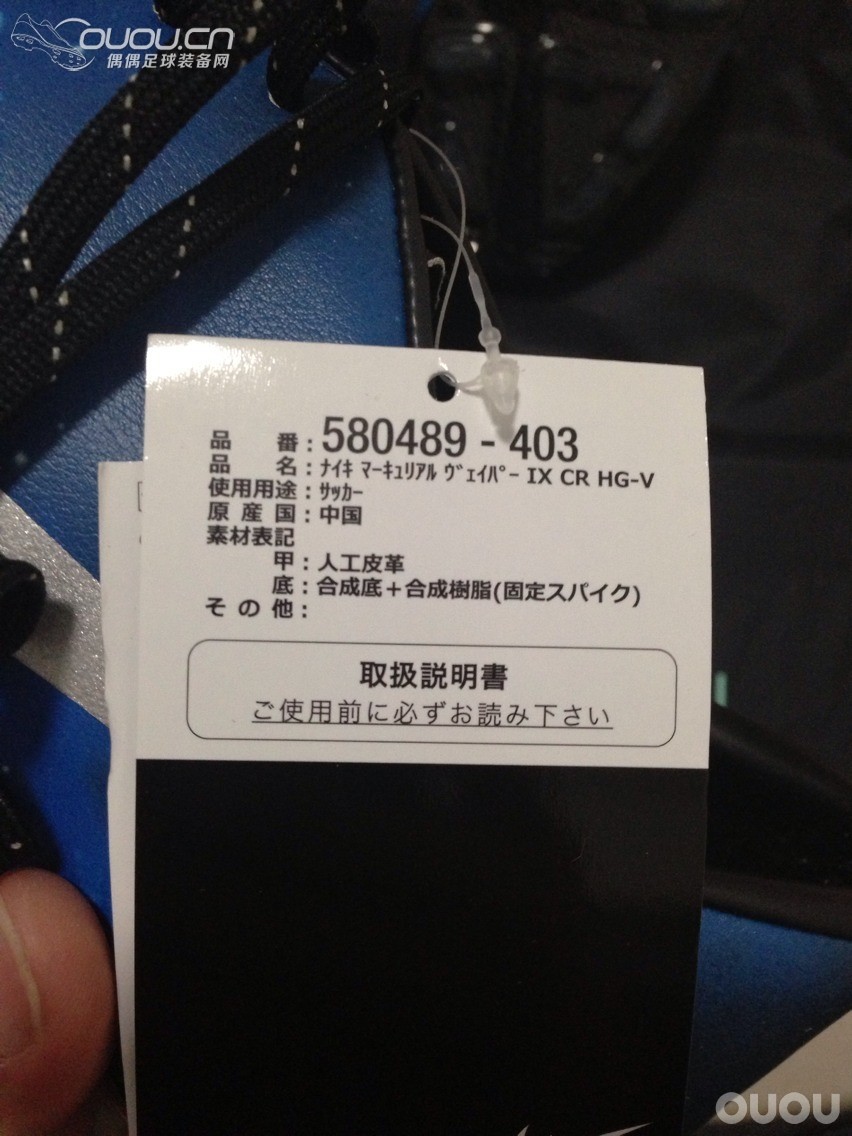 OUOU.CN
偶偶足球装备网
品 番：580489 - 403
品 名：ﾅｲｷ ﾏｰｷｭﾘｱﾙ ｳﾞｪｲﾊﾟｰ IX CR HG-V
使用用途：ｻｯｶｰ
原 産 国：中国
素材表記
甲：人工皮革
底：合成底＋合成樹脂(固定スパイク)
そ の 他：
取扱説明書
ご使用前に必ずお読み下さい
OUOU